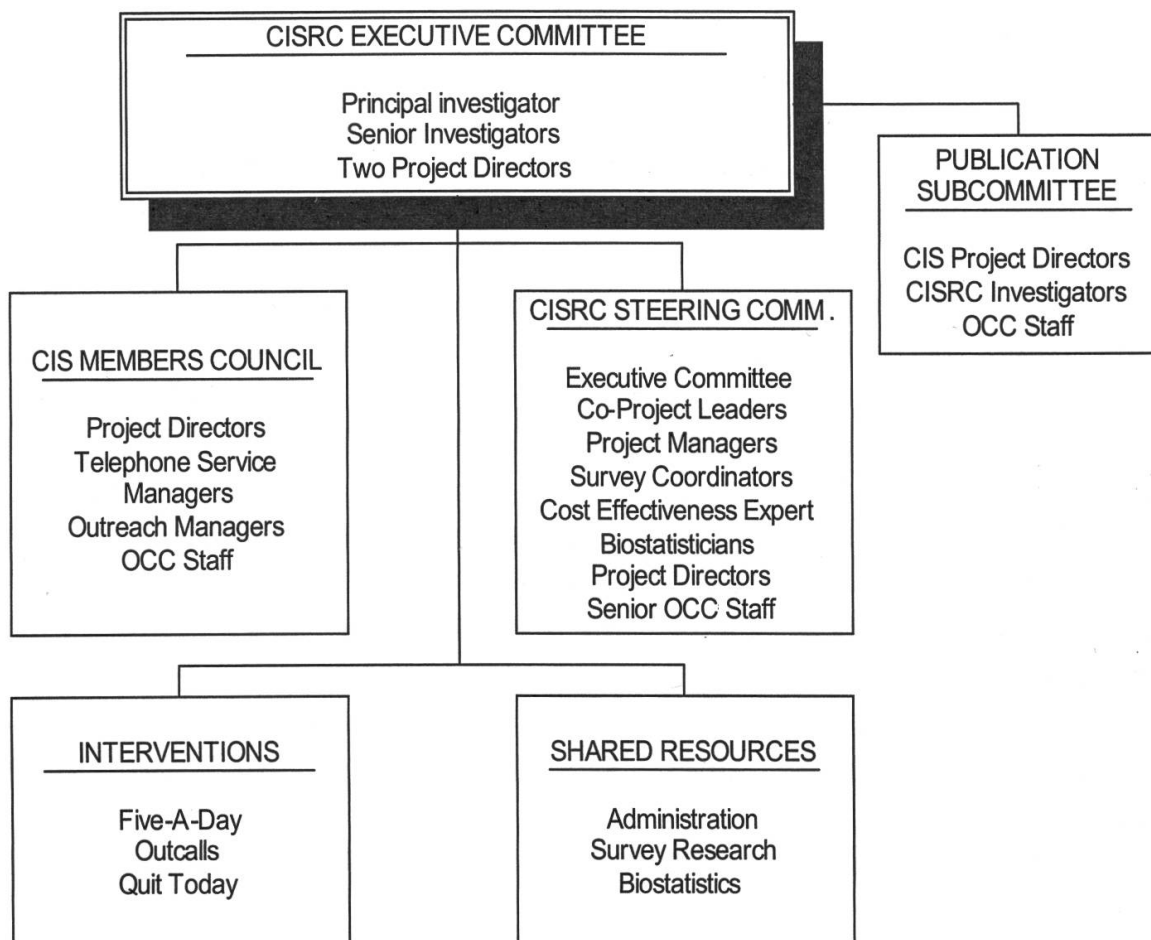 CISRC EXECUTIVE COMMITTEE
Principal investigator
Senior Investigators
Two Project Directors
PUBLICATION
SUBCOMMITTEE
CIS Project Directors
CISRC Investigators
OCC Staff
CIS MEMBERS COUNCIL
Project Directors
Telephone Service
Managers
Outreach Managers
OCC Staff
CISRC STEERING COMM.
Executive Committee
Co-Project Leaders
Project Managers
Survey Coordinators
Cost Effectiveness Expert
Biostatisticians
Project Directors
Senior OCC Staff
INTERVENTIONS
Five-A-Day
Outcalls
Quit Today
SHARED RESOURCES
Administration
Survey Research
Biostatistics